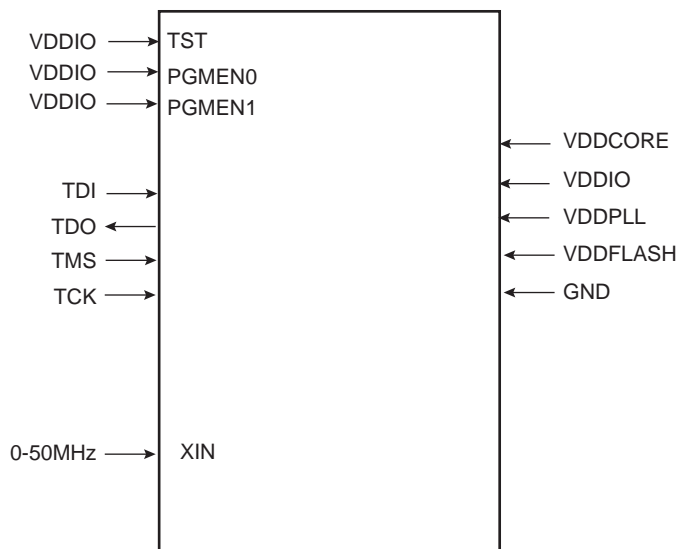 VDDIO TST
VDDIO PGMEN0
VDDIO PGMEN1
VDDCORE
TDI VDDIO
TDO VDDPLL
TMS VDDFLASH
TCK GND
0-50MHz XIN